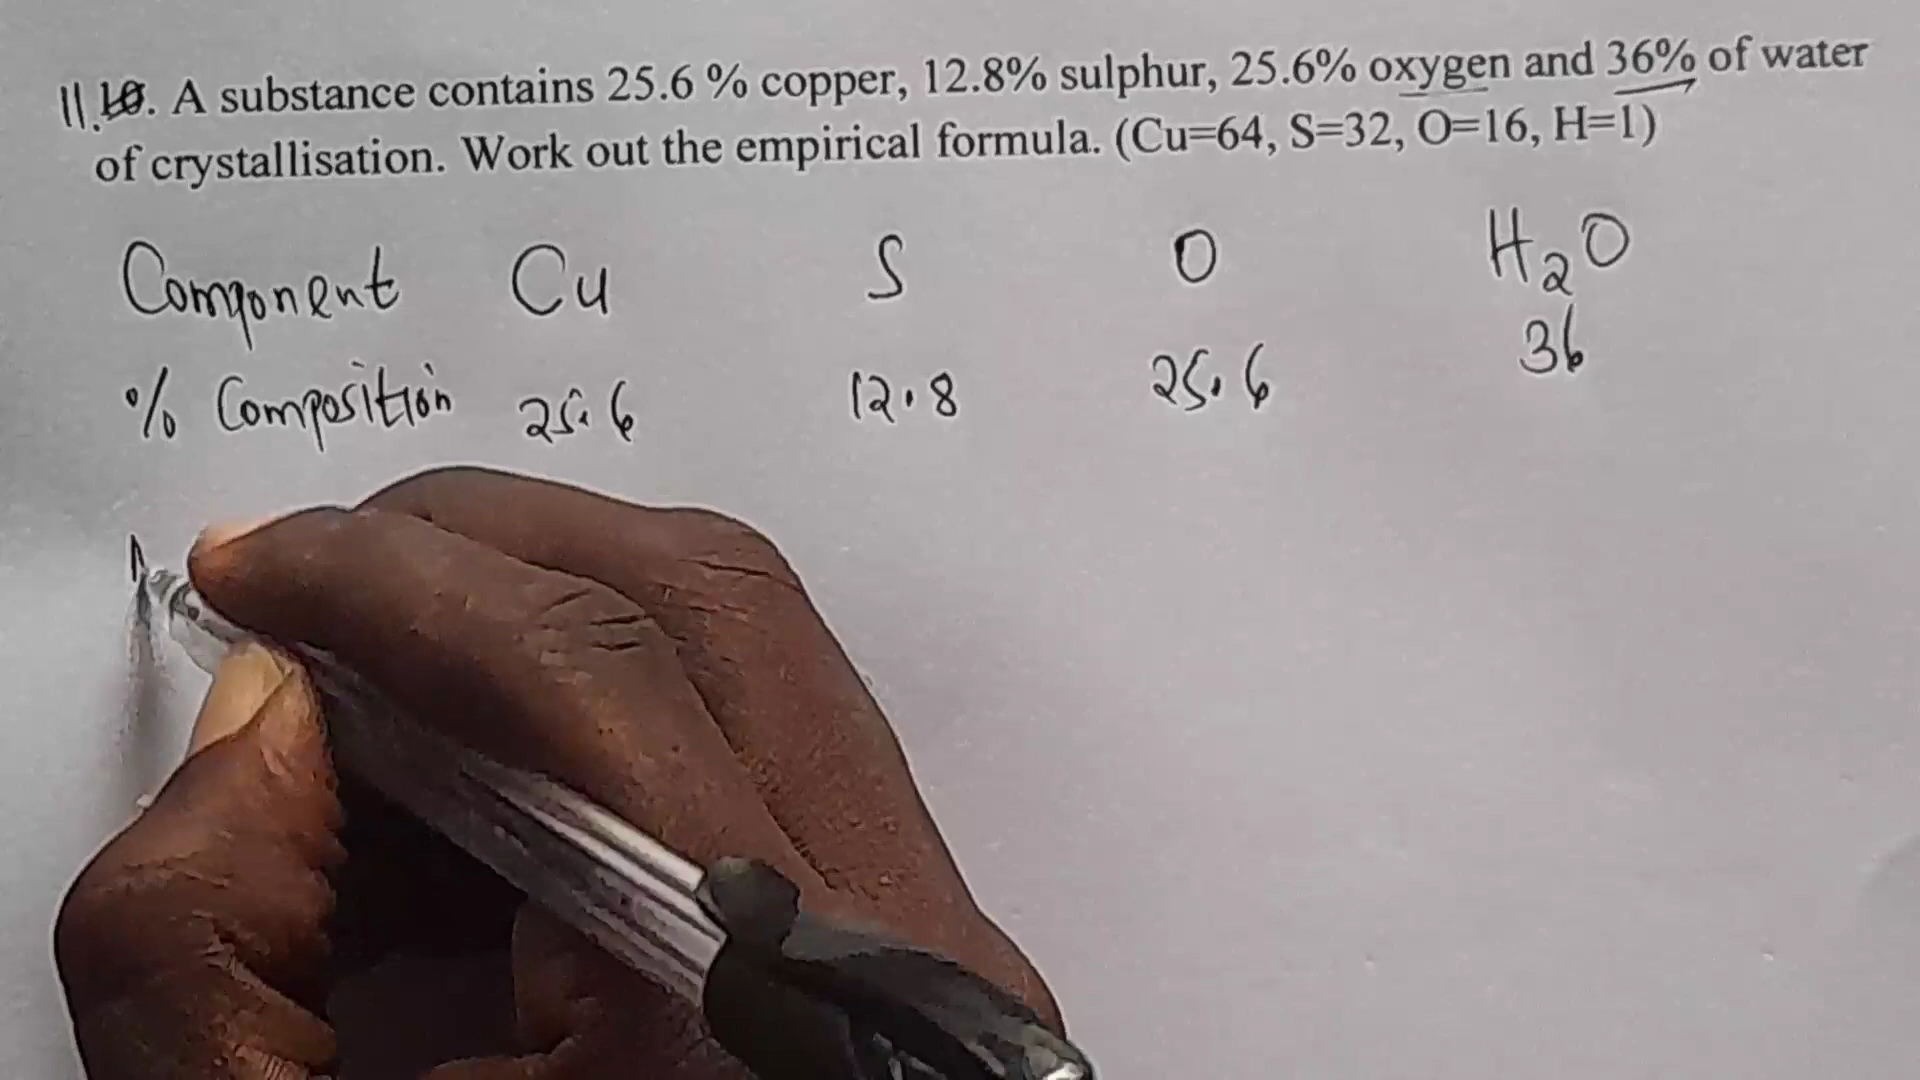 11. 10. A substance contains 25.6 % copper, 12.8% sulphur, 25.6% oxygen and 36% of water
of crystallisation. Work out the empirical formula. (Cu=64, S=32, O=16, H=1)
Component Cu S O H₂O
% Composition 25.6 12.8 25.6 36